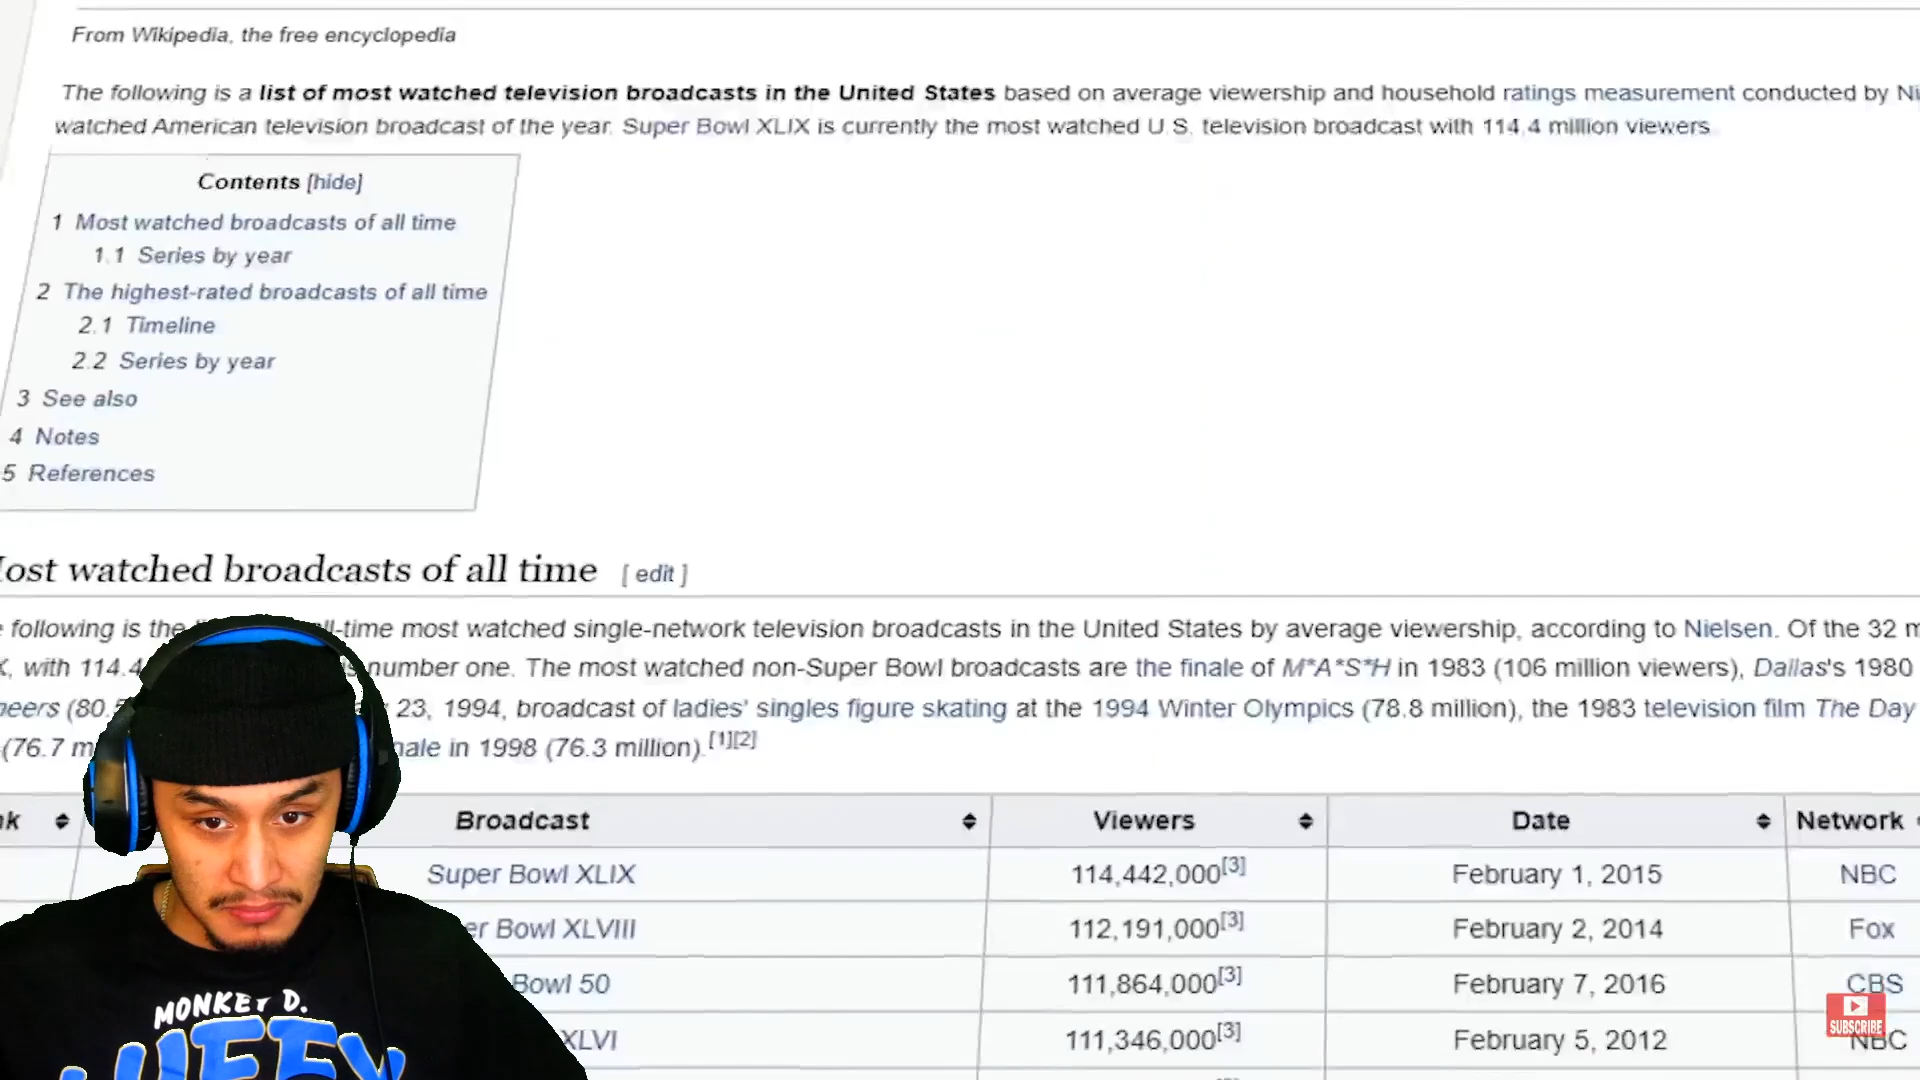 From Wikipedia, the free encyclopedia
The following is a list of most watched television broadcasts in the United States based on average viewership and household ratings measurement conducted by Ni
watched American television broadcast of the year. Super Bowl XLIX is currently the most watched U.S. television broadcast with 114.4 million viewers.
Contents [hide]
1 Most watched broadcasts of all time
1.1 Series by year
2 The highest-rated broadcasts of all time
2.1 Timeline
2.2 Series by year
3 See also
4 Notes
5 References
ost watched broadcasts of all time [ edit ]
following is the ll-time most watched single-network television broadcasts in the United States by average viewership, according to Nielsen. Of the 32 m
, with 114.4 number one. The most watched non-Super Bowl broadcasts are the finale of M*A*S*H in 1983 (106 million viewers), Dallas's 1980
eers (80.5 23, 1994, broadcast of ladies' singles figure skating at the 1994 Winter Olympics (78.8 million), the 1983 television film The Day
(76.7 m nale in 1998 (76.3 million).[1][2]
nk Broadcast Viewers Date Network
Super Bowl XLIX 114,442,000[3] February 1, 2015 NBC
er Bowl XLVIII 112,191,000[3] February 2, 2014 Fox
Bowl 50 111,864,000[3] February 7, 2016 CBS
XLVI 111,346,000[3] February 5, 2012 NBC
SUBSCRIBE
MONKEY D.
LUFFY